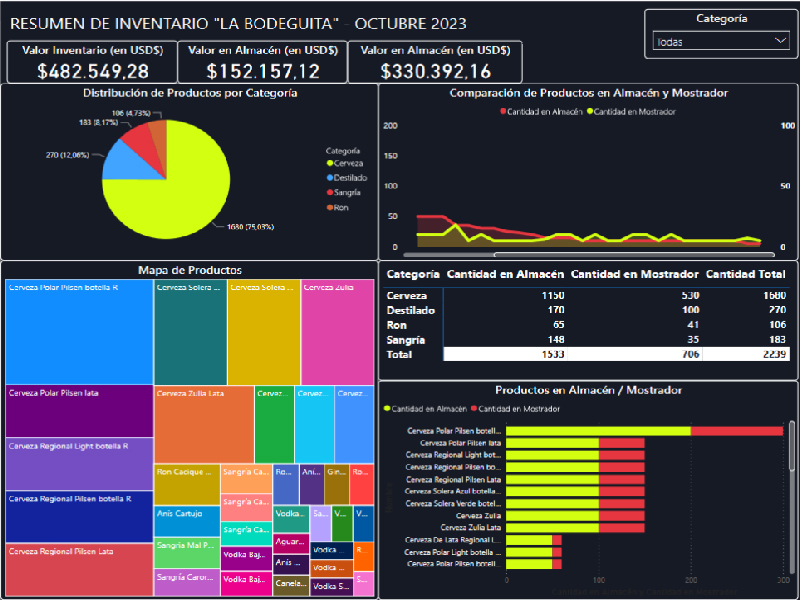 RESUMEN DE INVENTARIO "LA BODEGUITA" - OCTUBRE 2023
Categoría
Todas
Valor Inventario (en USD$)
$482.549,28
Valor en Almacén (en USD$)
$152.157,12
Valor en Almacén (en USD$)
$330.392,16
Distribución de Productos por Categoría
106 (4,73%)
183 (8,17%)
270 (12,06%)
1680 (75,03%)
Categoría
Cerveza
Destilado
Sangría
Ron
Comparación de Productos en Almacén y Mostrador
Cantidad en Almacén Cantidad en Mostrador
200
150
100
50
0
100
50
0
Mapa de Productos
Cerveza Polar Pilsen botella R
Cerveza Solera ...
Cerveza Solera ...
Cerveza Zulia
Cerveza Polar Pilsen lata
Cerveza Zulia Lata
Cervez...
Cervez...
Cervez...
Cerveza Regional Light botella R
Cerveza Regional Pilsen botella R
Cerveza Regional Pilsen Lata
Ron Cacique ...
Sangría Ca...
Ro...
Aní...
Gin...
Ro...
Anís Cartujo
Sangría Ca...
Vodka...
Sa...
V...
V...
Sangría Ca...
Sangría Mal P...
Aguar...
Vodka ...
R...
Vodka Baj...
Anís ...
Vodka ...
Sangría Caror...
Vodka Baj...
Canela...
Vodka S...
S...
Categoría Cantidad en Almacén Cantidad en Mostrador Cantidad Total
Cerveza 1150 530 1680
Destilado 170 100 270
Ron 65 41 106
Sangría 148 35 183
Total 1533 706 2239
Productos en Almacén / Mostrador
Cantidad en Almacén Cantidad en Mostrador
Cerveza Polar Pilsen botell...
Cerveza Polar Pilsen lata
Cerveza Regional Light bot...
Cerveza Regional Pilsen bo...
Cerveza Regional Pilsen Lata
Cerveza Solera Azul botella...
Cerveza Solera Verde botel...
Cerveza Zulia
Cerveza Zulia Lata
Cerveza De Lata Regional L...
Cerveza Polar Light botella ...
Cerveza Polar Pilsen botell...
0 100 200 300